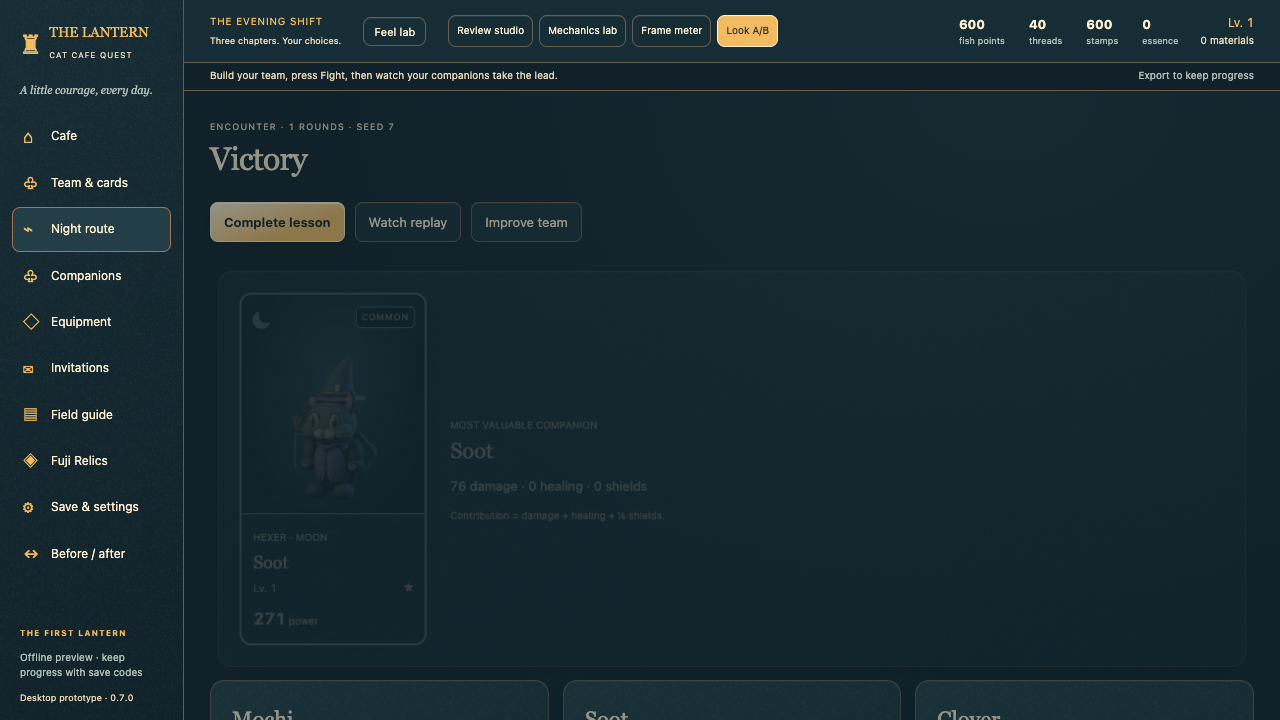 THE LANTERN
CAT CAFE QUEST
A little courage, every day.
Cafe
Team & cards
Night route
Companions
Equipment
Invitations
Field guide
Fuji Relics
Save & settings
Before / after
THE FIRST LANTERN
Offline preview · keep
progress with save codes
Desktop prototype · 0.7.0
THE EVENING SHIFT
Three chapters. Your choices.
Feel lab
Review studio
Mechanics lab
Frame meter
Look A/B
600
fish points
40
threads
600
stamps
0
essence
Lv. 1
0 materials
Build your team, press Fight, then watch your companions take the lead.
Export to keep progress
ENCOUNTER · 1 ROUNDS · SEED 7
Victory
Complete lesson
Watch replay
Improve team
COMMON
HEXER · MOON
Soot
Lv. 1
271 power
MOST VALUABLE COMPANION
Soot
76 damage · 0 healing · 0 shields
Contribution = damage + healing + ¼ shields.
Mochi
Soot
Clover